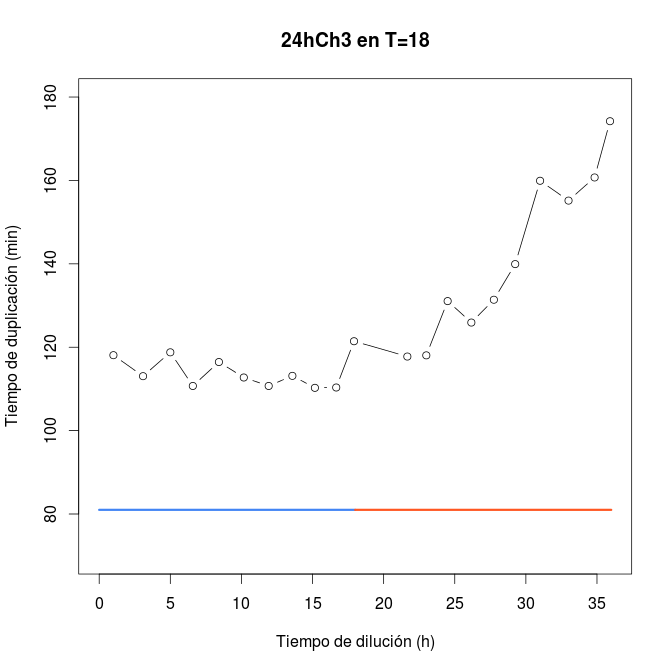 24hCh3 en T=18
Tiempo de duplicación (min)
180
160
140
120
100
80
0 5 10 15 20 25 30 35
Tiempo de dilución (h)